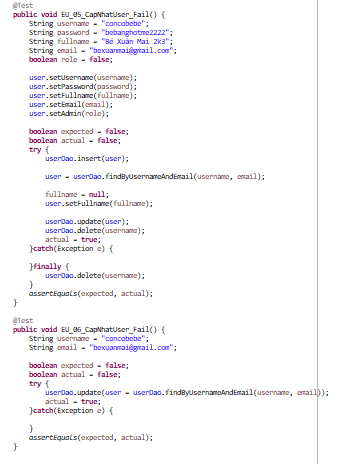 @Test
public void EU_05_CapNhatUser_Fail() {
String username = "concobebe";
String password = "bebanghotme2222";
String fullname = "Bé Xuân Mai 2k3";
String email = "bexuanmai@gmail.com";
boolean role = false;
user.setUsername(username);
user.setPassword(password);
user.setFullname(fullname);
user.setEmail(email);
user.setAdmin(role);
boolean expected = false;
boolean actual = false;
try {
userDao.insert(user);
user = userDao.findByUsernameAndEmail(username, email);
fullname = null;
user.setFullname(fullname);
userDao.update(user);
userDao.delete(username);
actual = true;
}catch(Exception e) {
}finally {
userDao.delete(username);
}
assertEquals(expected, actual);
}
@Test
public void EU_06_CapNhatUser_Fail() {
String username = "concobebe";
String email = "bexuanmai@gmail.com";
boolean expected = false;
boolean actual = false;
try {
userDao.update(user = userDao.findByUsernameAndEmail(username, email));
actual = true;
}catch(Exception e) {
}
assertEquals(expected, actual);
}